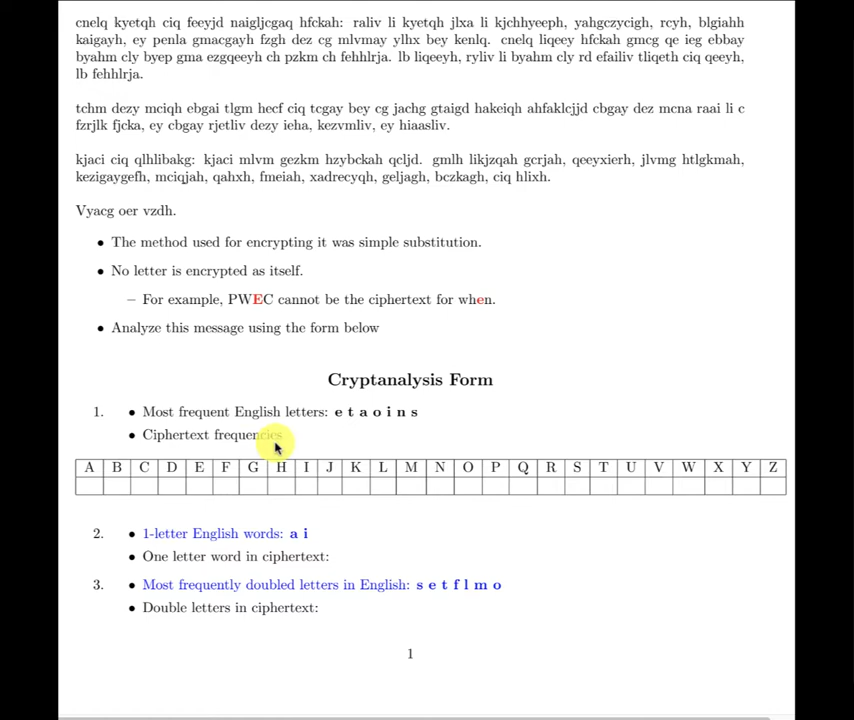 cnelq kyetqh ciq feeyjd naigljcgaq hfckah: raliv li kyetqh jlxa li kjchhyeeph, yahgczycigh, rcyh, blgiahh
kaigayh, ey penla gmacgayh fzgh dez cg mlvmay ylhx bey kenlq. cnelq liqeey hfckah gmcg qe ieg ebbay
byahm cly byep gma ezgqeeyh ch pzkm ch fehhlrja. lb liqeeyh, ryliv li byahm cly rd efailiv tliqeth ciq qeeyh,
lb fehhlrja.
tchm dezy mciqh ebgai tlgm hecf ciq tcgay bey cg jachg gtaigd hakeiqh ahfaklcjjd cbgay dez mcna raai li c
fzrjlk fjcka, ey cbgay rjetliv dezy ieha, kezvmliv, ey hiaasliv.
kjaci ciq qlhlibakg: kjaci mlvm gezkm hzybckah qcljd. gmlh likjzqah gcrjah, qeeyxierh, jlvmg htlgkmah,
kezigaygefh, mciqjah, qahxh, fmeiah, xadrecyqh, geljagh, bczkagh, ciq hlixh.
Vyacg oer vzdh.
• The method used for encrypting it was simple substitution.
• No letter is encrypted as itself.
– For example, PWEC cannot be the ciphertext for when.
• Analyze this message using the form below
Cryptanalysis Form
1. • Most frequent English letters: e t a o i n s
• Ciphertext frequencies
A B C D E F G H I J K L M N O P Q R S T U V W X Y Z
2. • 1-letter English words: a i
• One letter word in ciphertext:
3. • Most frequently doubled letters in English: s e t f l m o
• Double letters in ciphertext:
1